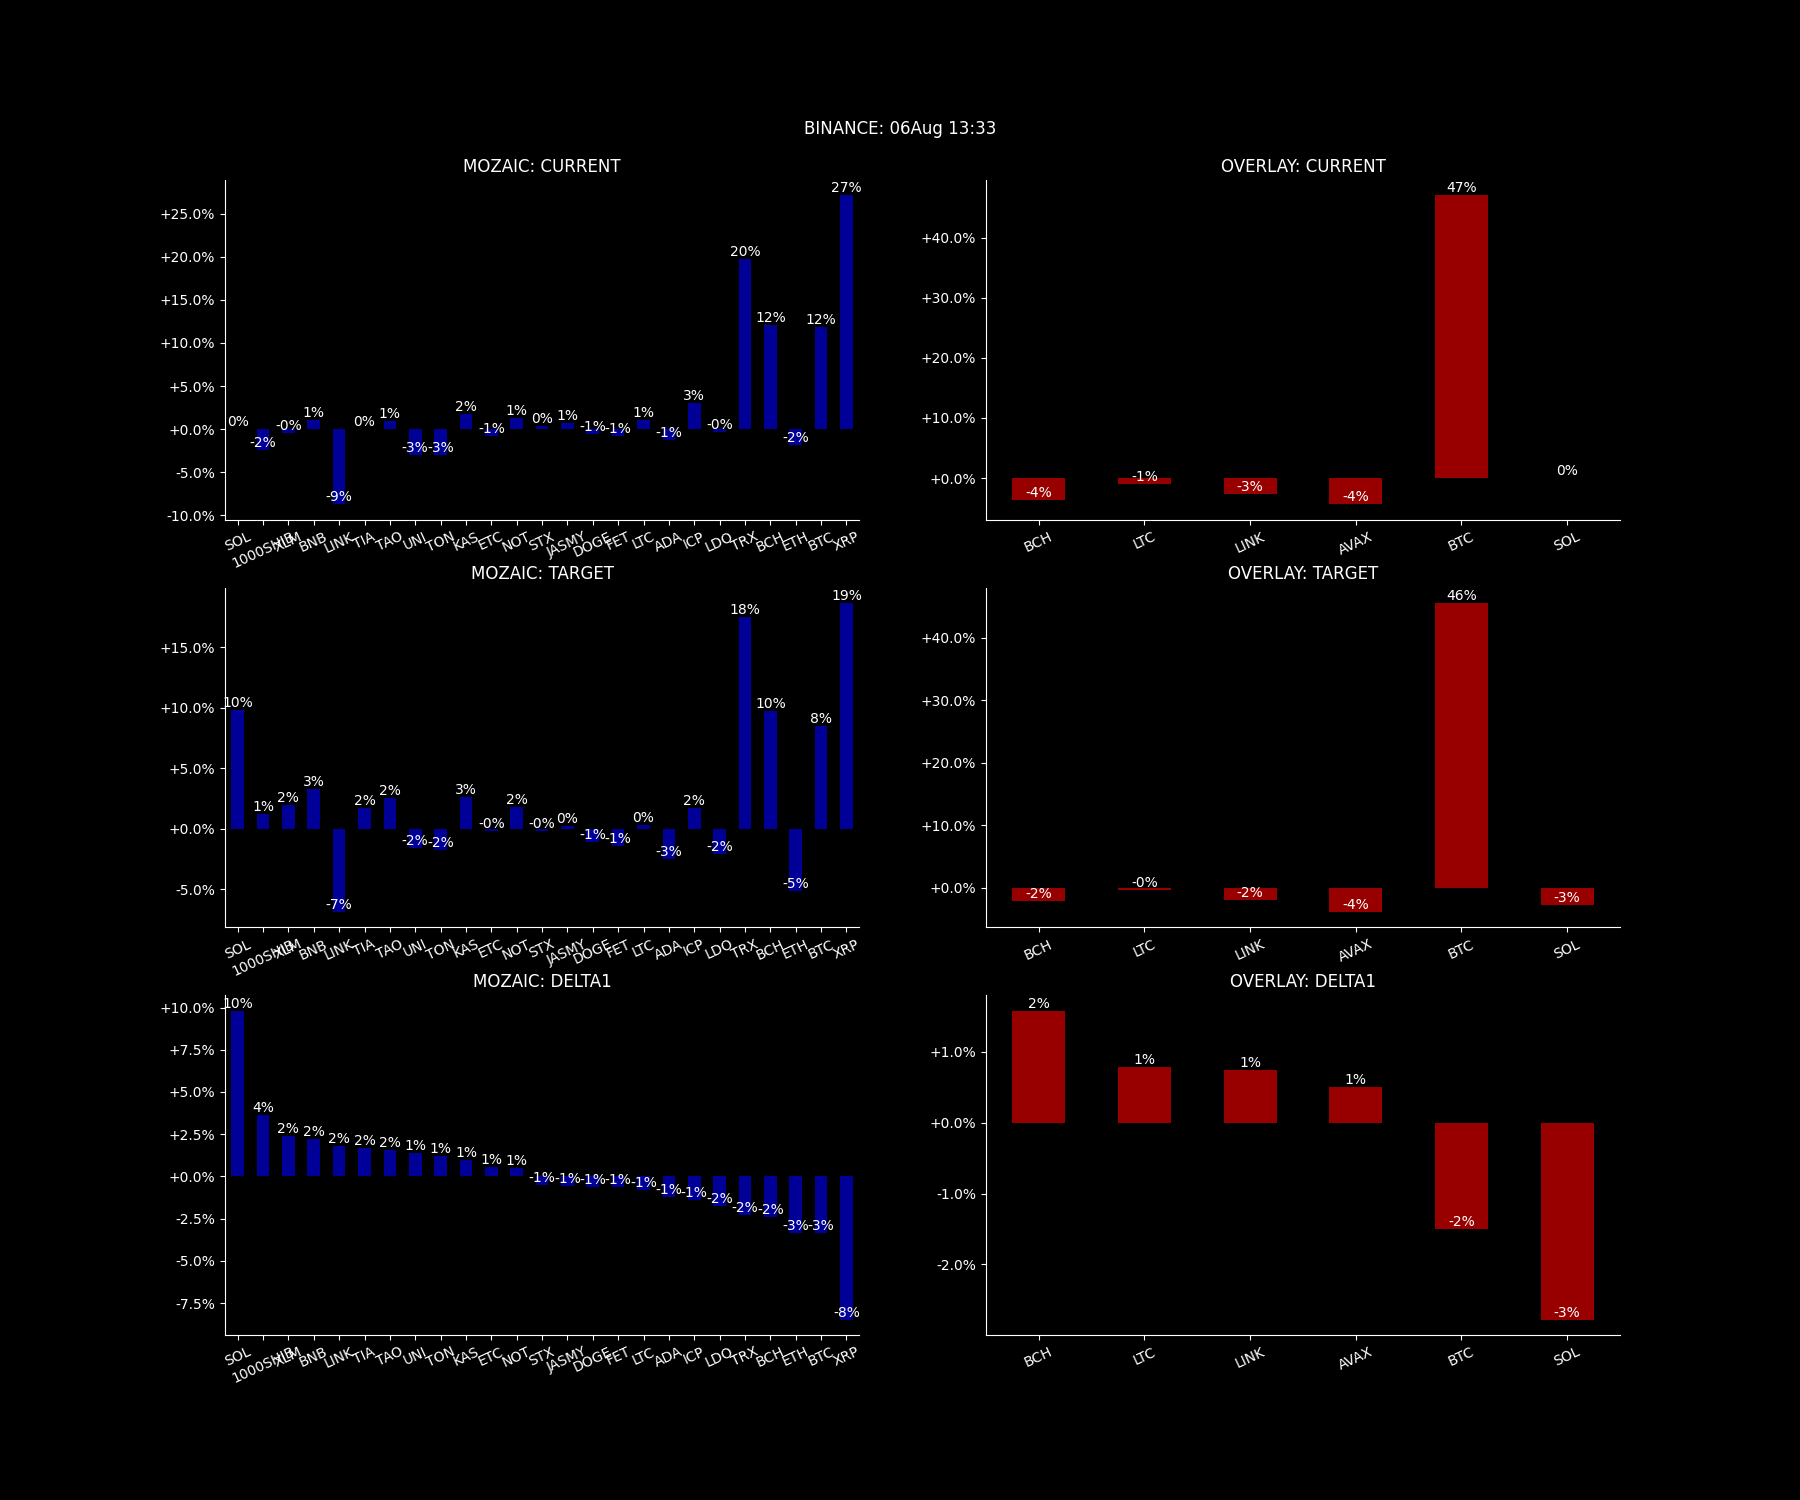 BINANCE: 06Aug 13:33
MOZAIC: CURRENT
+25.0%
+20.0%
+15.0%
+10.0%
+5.0%
+0.0%
-5.0%
-10.0%
0% -2% -0% 1% -9% 0% 1% -3% -3% 2% -1% 1% 0% 1% -1% -1% 1% -1% 3% -0% 20% 12% -2% 12% 27%
SOL 1000SHIB XLM BNB LINK TIA TAO UNI TON KAS ETC NOT STX JASMY DOGE FET LTC ADA ICP LDO TRX BCH ETH BTC XRP
OVERLAY: CURRENT
+40.0%
+30.0%
+20.0%
+10.0%
+0.0%
-4% -1% -3% -4% 47% 0%
BCH LTC LINK AVAX BTC SOL
MOZAIC: TARGET
+15.0%
+10.0%
+5.0%
+0.0%
-5.0%
10% 1% 2% 3% -7% 2% 2% -2% -2% 3% -0% 2% -0% 0% -1% -1% 0% -3% 2% -2% 18% 10% -5% 8% 19%
SOL 1000SHIB XLM BNB LINK TIA TAO UNI TON KAS ETC NOT STX JASMY DOGE FET LTC ADA ICP LDO TRX BCH ETH BTC XRP
OVERLAY: TARGET
+40.0%
+30.0%
+20.0%
+10.0%
+0.0%
-2% -0% -2% -4% 46% -3%
BCH LTC LINK AVAX BTC SOL
MOZAIC: DELTA1
+10.0%
+7.5%
+5.0%
+2.5%
+0.0%
-2.5%
-5.0%
-7.5%
10% 4% 2% 2% 2% 2% 2% 1% 1% 1% 1% 1% -1% -1% -1% -1% -1% -1% -1% -2% -2% -2% -3% -3% -8%
SOL 1000SHIB XLM BNB LINK TIA TAO UNI TON KAS ETC NOT STX JASMY DOGE FET LTC ADA ICP LDO TRX BCH ETH BTC XRP
OVERLAY: DELTA1
+1.0%
+0.0%
-1.0%
-2.0%
2% 1% 1% 1% -2% -3%
BCH LTC LINK AVAX BTC SOL